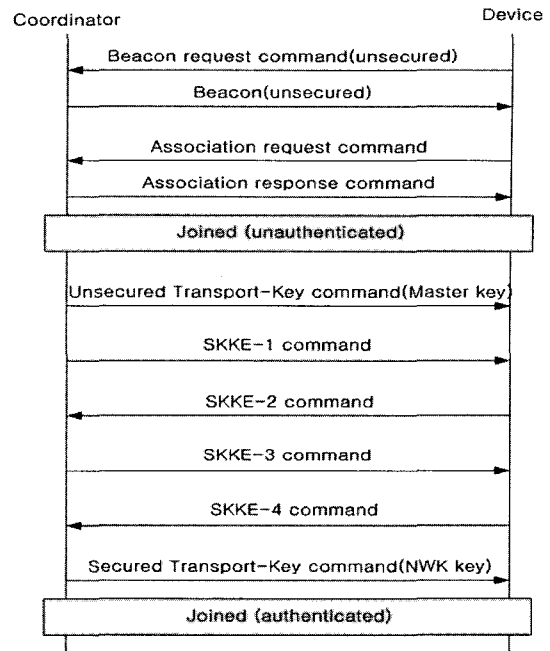 Coordinator
Device
Beacon request command(unsecured)
Beacon(unsecured)
Association request command
Association response command
Joined (unauthenticated)
Unsecured Transport-Key command(Master key)
SKKE-1 command
SKKE-2 command
SKKE-3 command
SKKE-4 command
Secured Transport-Key command(NWK key)
Joined (authenticated)